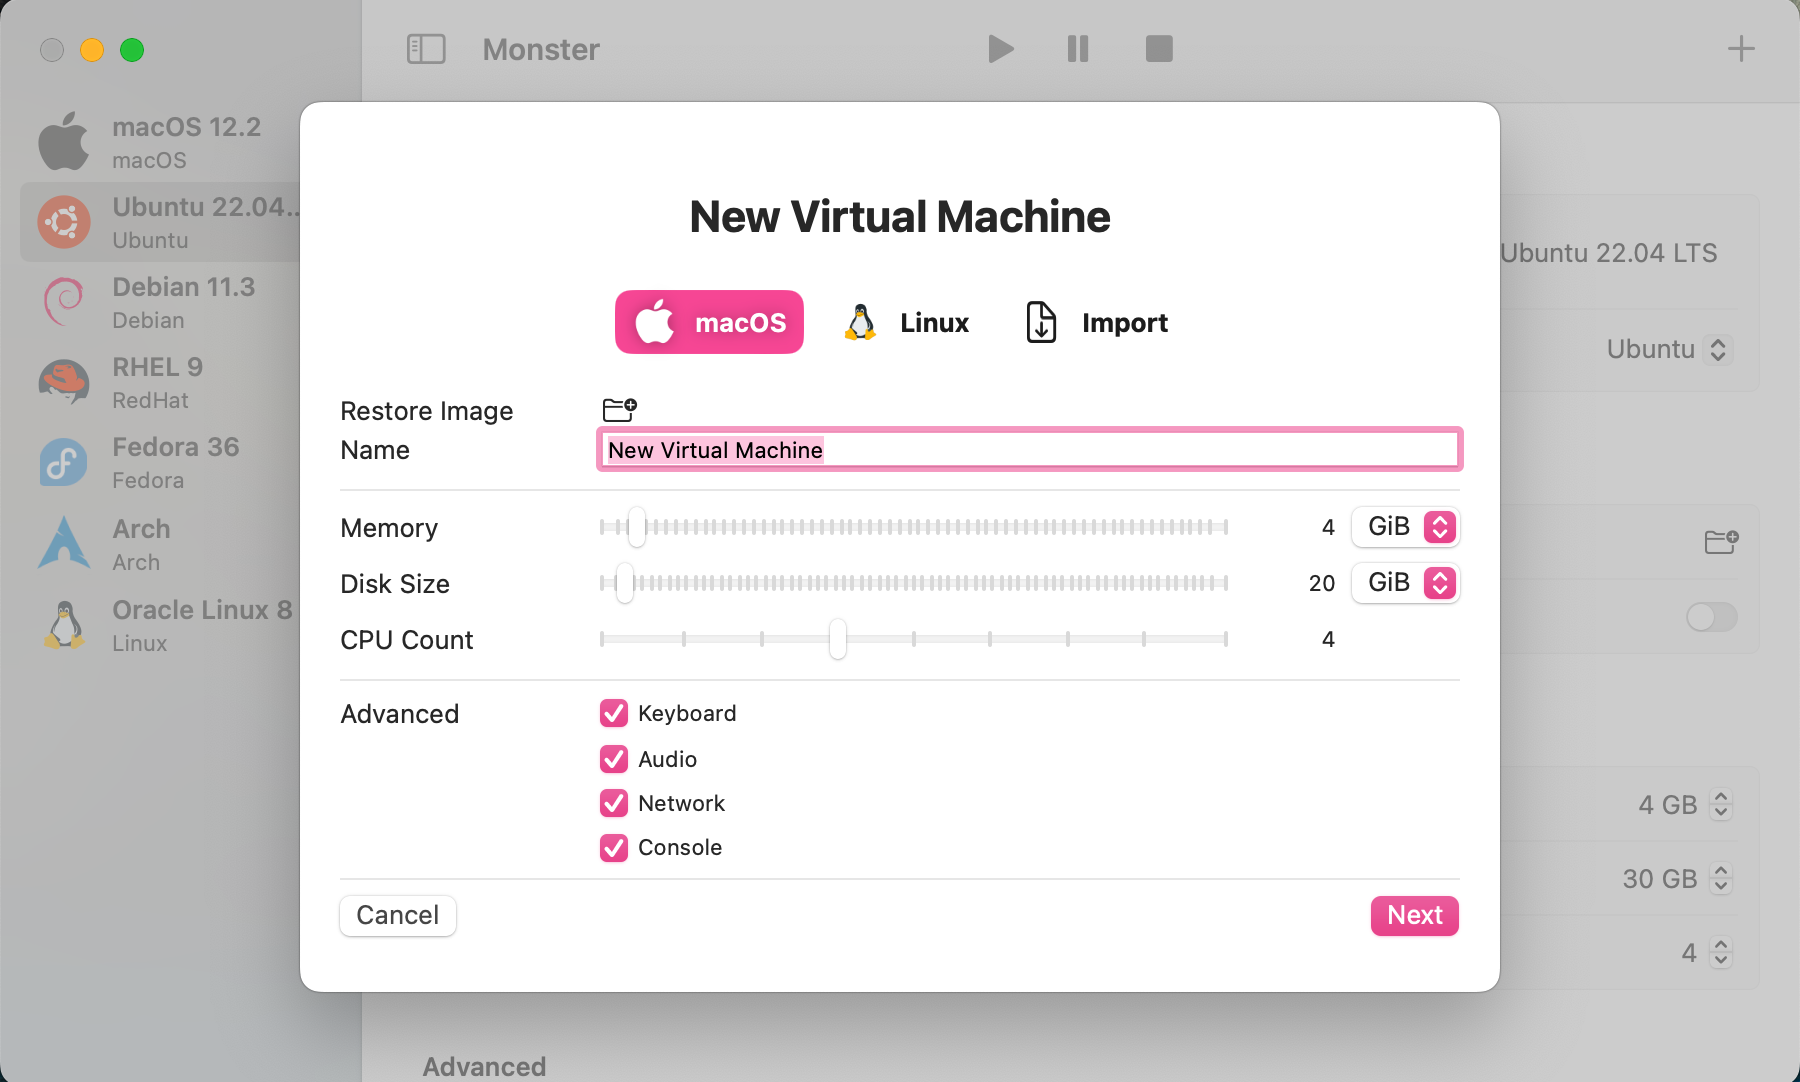 Monster
macOS 12.2
macOS
Ubuntu 22.04...
Ubuntu
Debian 11.3
Debian
RHEL 9
RedHat
Fedora 36
Fedora
Arch
Arch
Oracle Linux 8
Linux
New Virtual Machine
macOS
Linux
Import
Restore Image
Name
New Virtual Machine
Memory
4
GiB
Disk Size
20
GiB
CPU Count
4
Advanced
Keyboard
Audio
Network
Console
Cancel
Next
Ubuntu 22.04 LTS
Ubuntu
4 GB
30 GB
4
Advanced